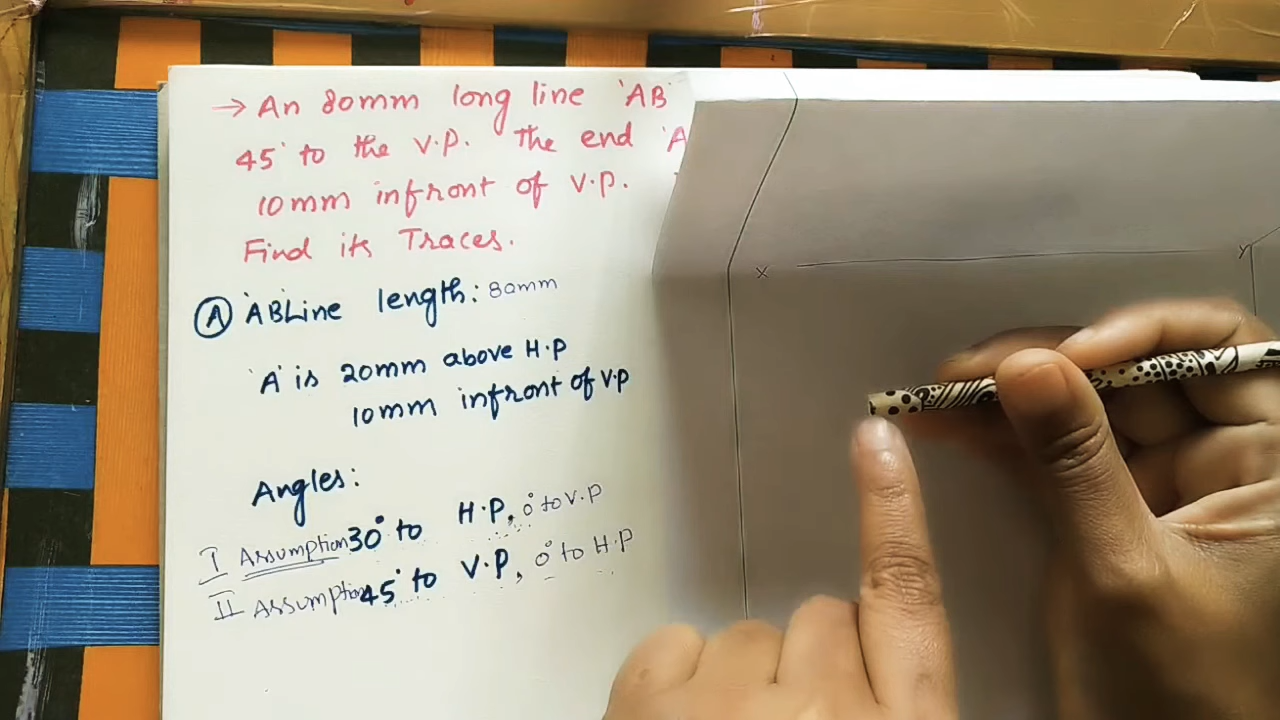 → An 80mm long line 'AB'
45° to the V.P. The end 'A
10mm infront of V.P.
Find its Traces.
Ⓐ 'AB' Line length: 80mm
'A' is 20mm above H.P
10mm infront of V.P
Angles:
I Assumption 30° to H.P, 0° to V.P
II Assumption 45° to V.P, 0° to H.P
X Y